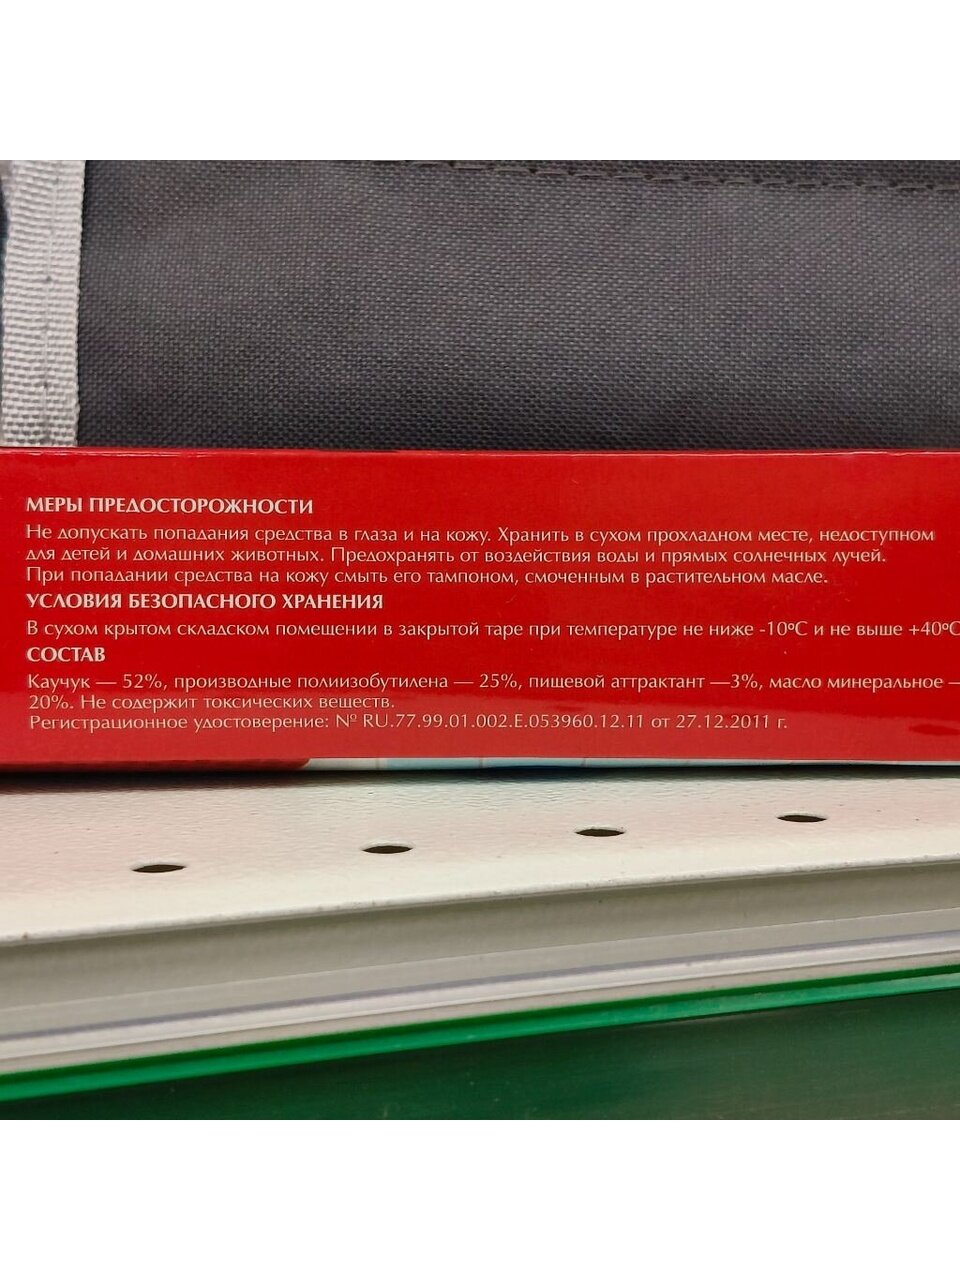 МЕРЫ ПРЕДОСТОРОЖНОСТИ
Не допускать попадания средства в глаза и на кожу. Хранить в сухом прохладном месте, недоступном
для детей и домашних животных. Предохранять от воздействия воды и прямых солнечных лучей.
При попадании средства на кожу смыть его тампоном, смоченным в растительном масле.
УСЛОВИЯ БЕЗОПАСНОГО ХРАНЕНИЯ
В сухом крытом складском помещении в закрытой таре при температуре не ниже -10ºС и не выше +40ºС
СОСТАВ
Каучук — 52%, производные полиизобутилена — 25%, пищевой аттрактант —3%, масло минеральное —
20%. Не содержит токсических веществ.
Регистрационное удостоверение: № RU.77.99.01.002.Е.053960.12.11 от 27.12.2011 г.